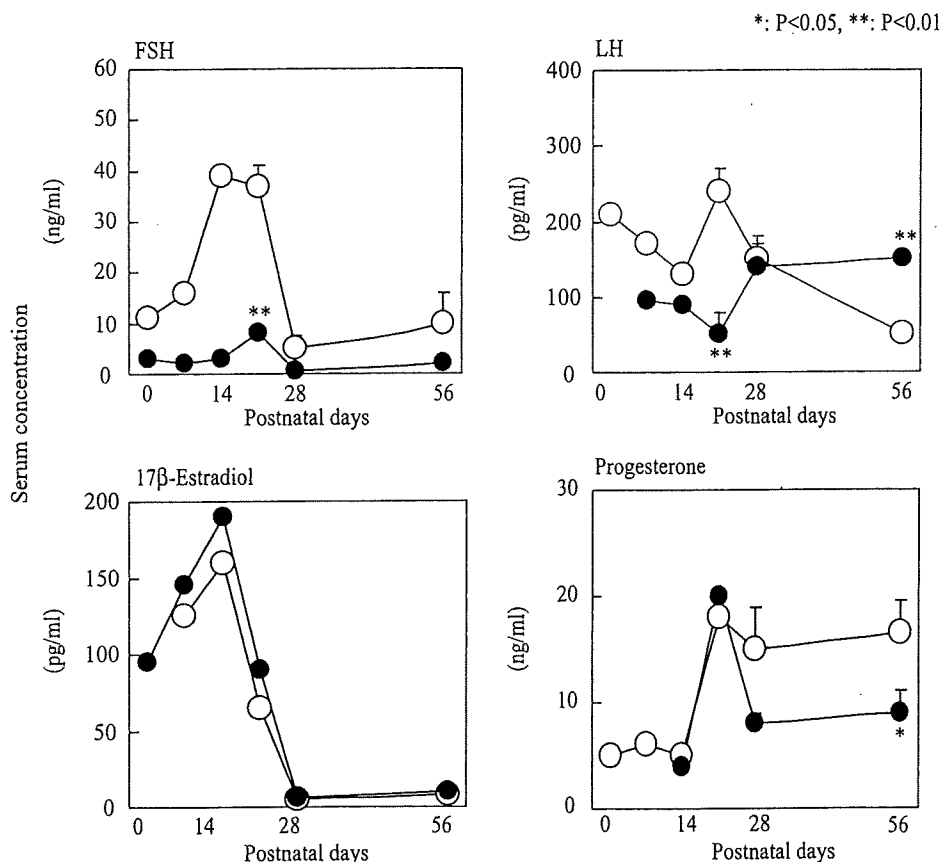 *: P<0.05, **: P<0.01
FSH
60
50
40
30
20
10
0
(ng/ml)
**
0 14 28 56
Postnatal days
LH
400
300
200
100
0
(pg/ml)
**
**
0 14 28 56
Postnatal days
Serum concentration
17β-Estradiol
200
150
100
50
0
(pg/ml)
0 14 28 56
Postnatal days
Progesterone
30
20
10
0
(ng/ml)
*
0 14 28 56
Postnatal days